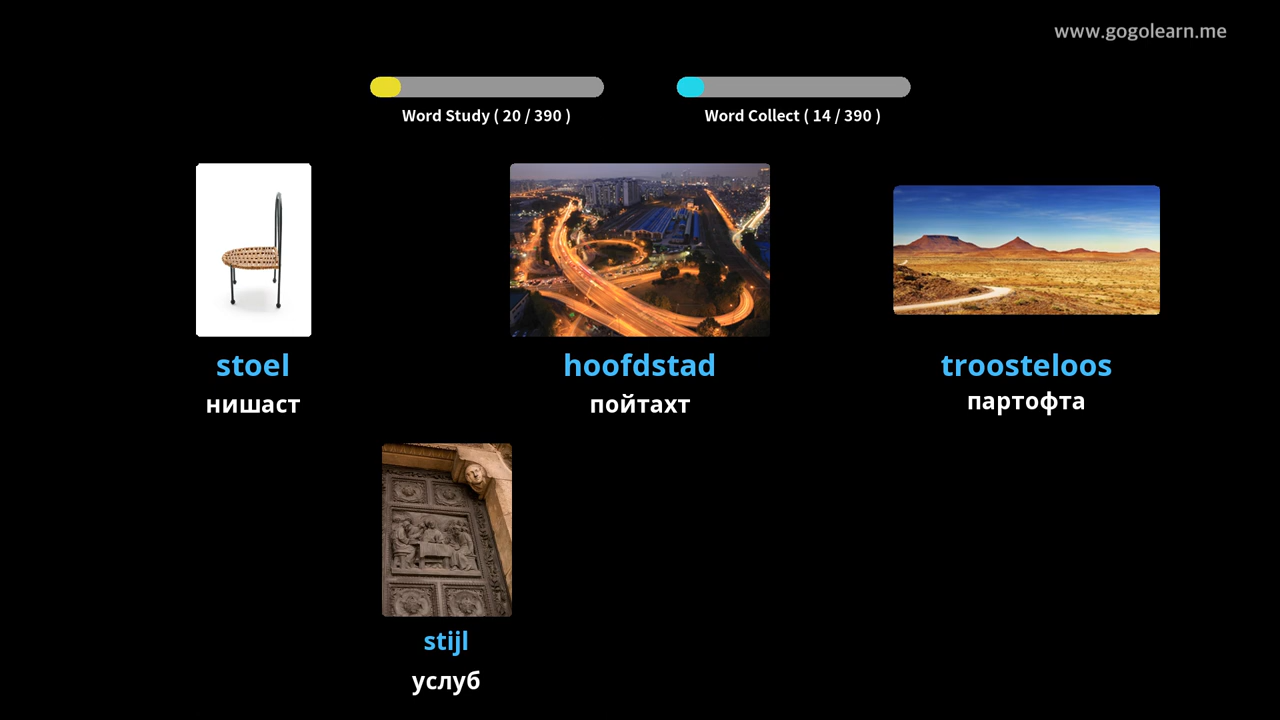 www.gogolearn.me
Word Study ( 20 / 390 )
Word Collect ( 14 / 390 )
stoel
нишаст
hoofdstad
пойтахт
troosteloos
партофта
stijl
услуб